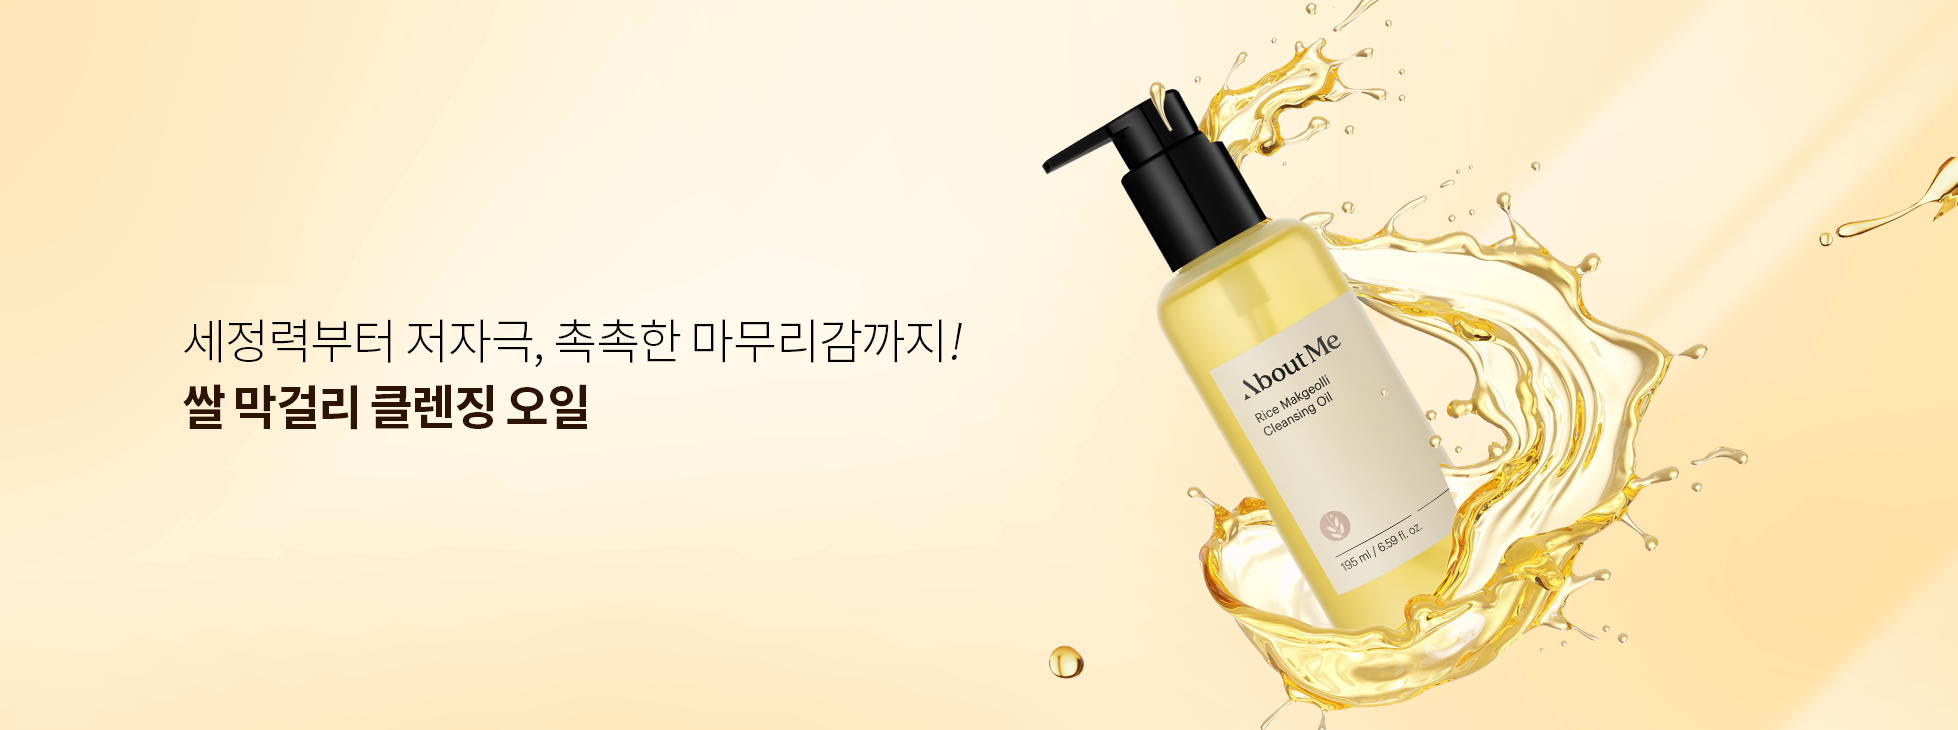 세정력부터 저자극, 촉촉한 마무리감까지!
쌀 막걸리 클렌징 오일
About Me
Rice Makgeolli
Cleansing Oil
195 ml / 6.59 fl. oz.